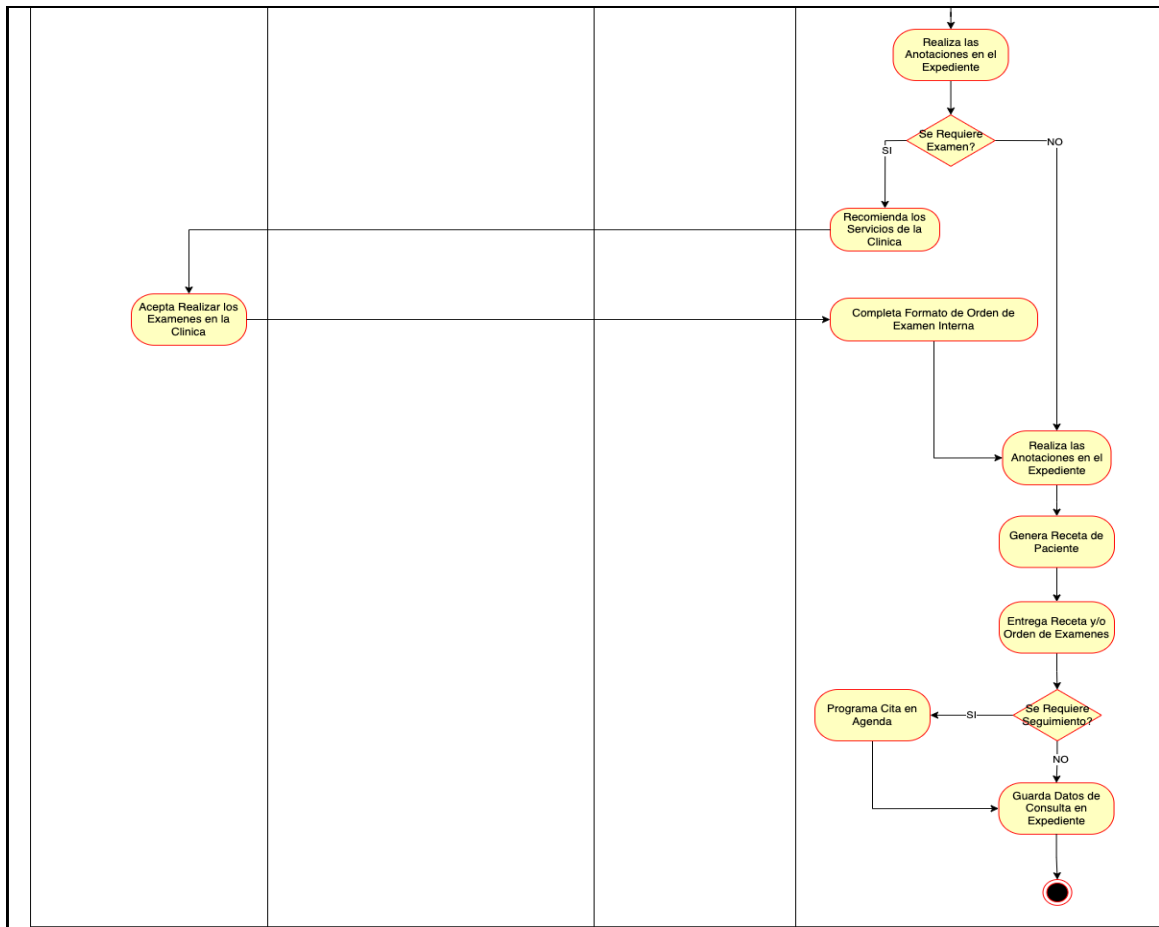 Realiza las
Anotaciones en el
Expediente
Se Requiere
Examen?
SI
NO
Recomienda los
Servicios de la
Clinica
Acepta Realizar los
Examenes en la
Clinica
Completa Formato de Orden de
Examen Interna
Realiza las
Anotaciones en el
Expediente
Genera Receta de
Paciente
Entrega Receta y/o
Orden de Examenes
Programa Cita en
Agenda
SI
Se Requiere
Seguimiento?
NO
Guarda Datos de
Consulta en
Expediente